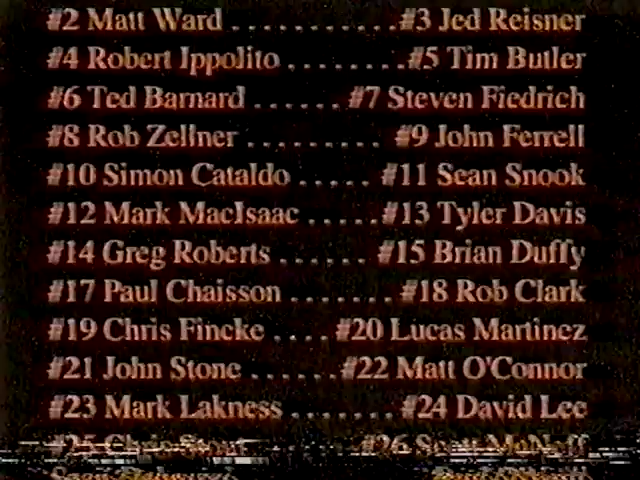 #2 Matt Ward . . . . . . . . . . . .#3 Jed Reisner
#4 Robert Ippolito . . . . . . . .#5 Tim Butler
#6 Ted Barnard . . . . . . #7 Steven Fiedrich
#8 Rob Zellner . . . . . . . . . #9 John Ferrell
#10 Simon Cataldo . . . . . #11 Sean Snook
#12 Mark MacIsaac . . . . .#13 Tyler Davis
#14 Greg Roberts . . . . . . #15 Brian Duffy
#17 Paul Chaisson . . . . . . . #18 Rob Clark
#19 Chris Fincke . . . . #20 Lucas Martinez
#21 John Stone . . . . . .#22 Matt O'Connor
#23 Mark Lakness . . . . . . . #24 David Lee
#25 Chris #26